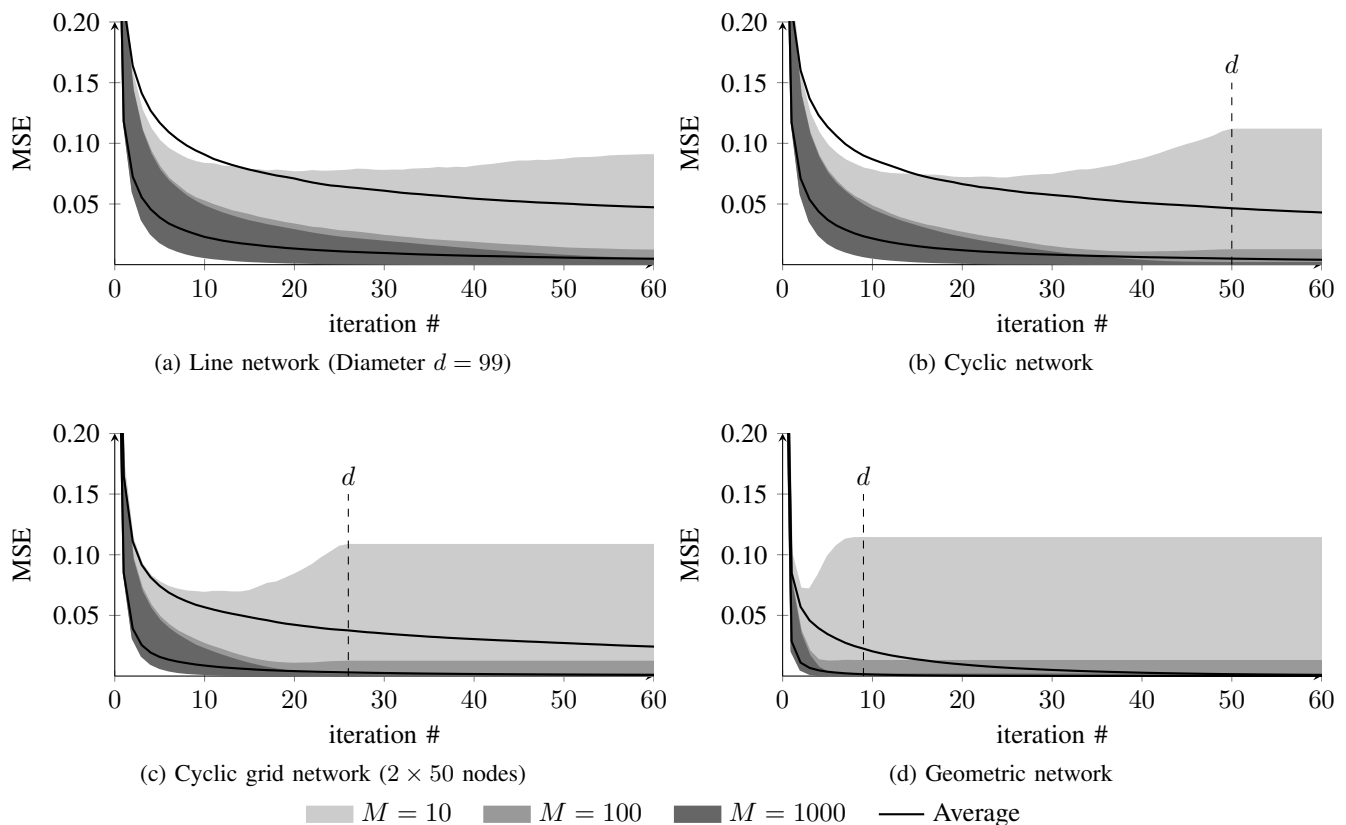 0.20
0.15
0.10
0.05
MSE
0 10 20 30 40 50 60
iteration #
(a) Line network (Diameter d = 99)
0.20
0.15
0.10
0.05
MSE
d
0 10 20 30 40 50 60
iteration #
(b) Cyclic network
0.20
0.15
0.10
0.05
MSE
d
0 10 20 30 40 50 60
iteration #
(c) Cyclic grid network (2 × 50 nodes)
0.20
0.15
0.10
0.05
MSE
d
0 10 20 30 40 50 60
iteration #
(d) Geometric network
M = 10 M = 100 M = 1000 Average